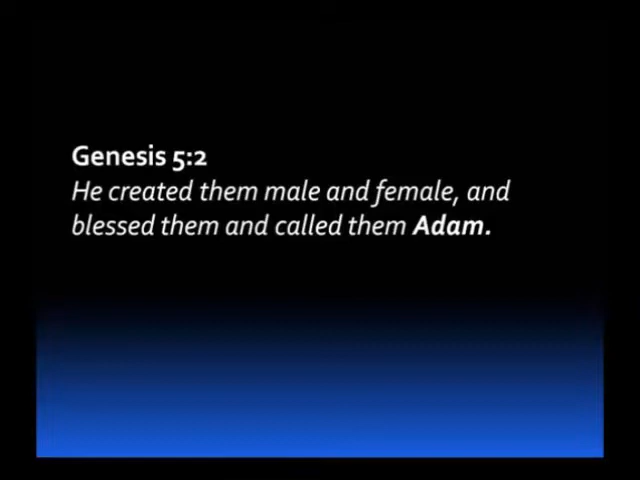 Genesis 5:2
He created them male and female, and
blessed them and called them Adam.